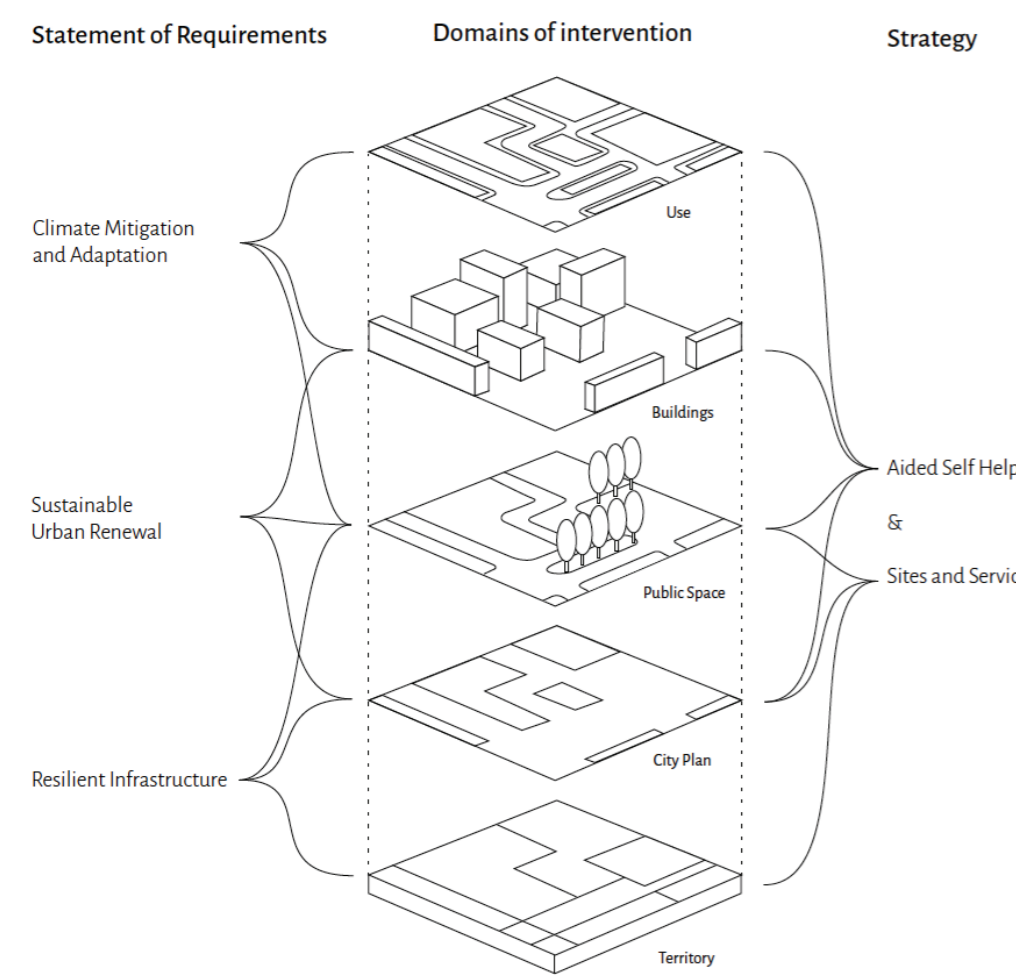 Statement of Requirements
Domains of intervention
Strategy
Climate Mitigation
and Adaptation
Use
Buildings
Sustainable
Urban Renewal
Aided Self Help
&
Sites and Servic
Public Space
City Plan
Resilient Infrastructure
Territory